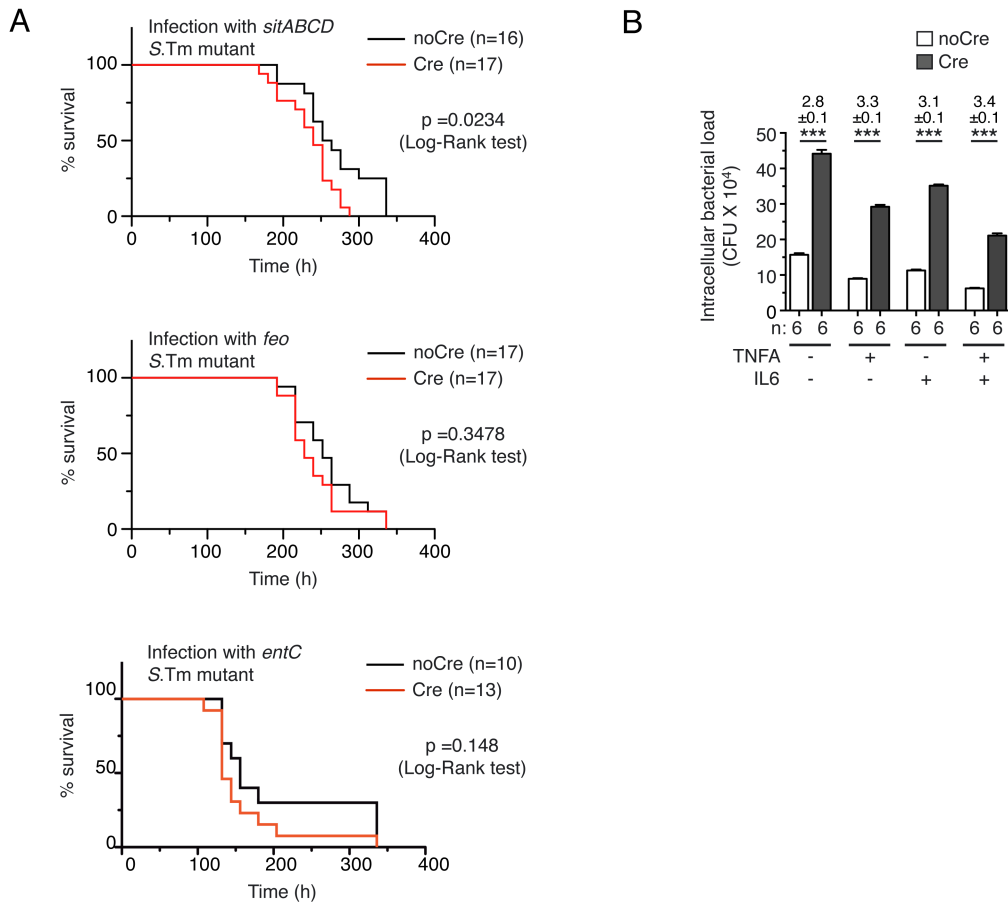 A
Infection with sitABCD
S.Tm mutant
noCre (n=16)
Cre (n=17)
p =0.0234
(Log-Rank test)
% survival
100
50
0
0 100 200 300 400
Time (h)
Infection with feo
S.Tm mutant
noCre (n=17)
Cre (n=17)
p =0.3478
(Log-Rank test)
% survival
100
50
0
0 100 200 300 400
Time (h)
Infection with entC
S.Tm mutant
noCre (n=10)
Cre (n=13)
p =0.148
(Log-Rank test)
% survival
100
50
0
0 100 200 300 400
Time (h)
B
noCre
Cre
2.8 3.3 3.1 3.4
±0.1 ±0.1 ±0.1 ±0.1
*** *** *** ***
Intracellular bacterial load
(CFU X 10⁴)
50
40
30
20
10
0
n: 6 6 6 6 6 6 6 6
TNFA - + - +
IL6 - - + +